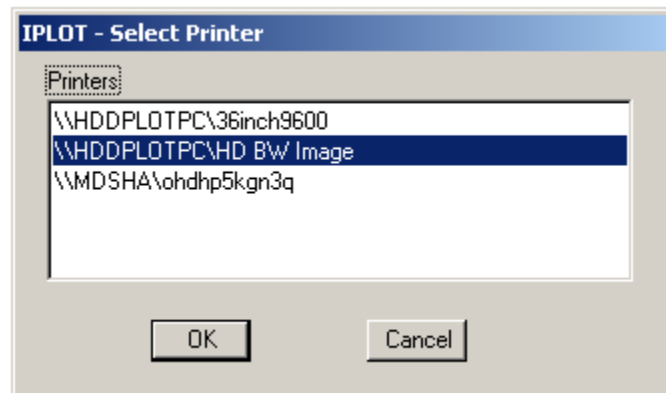 IPLOT - Select Printer
Printers
\\HDDPLOTPC\36inch9600
\\HDDPLOTPC\HD BW Image
\\MDSHA\ohdhp5kgn3q
OK Cancel